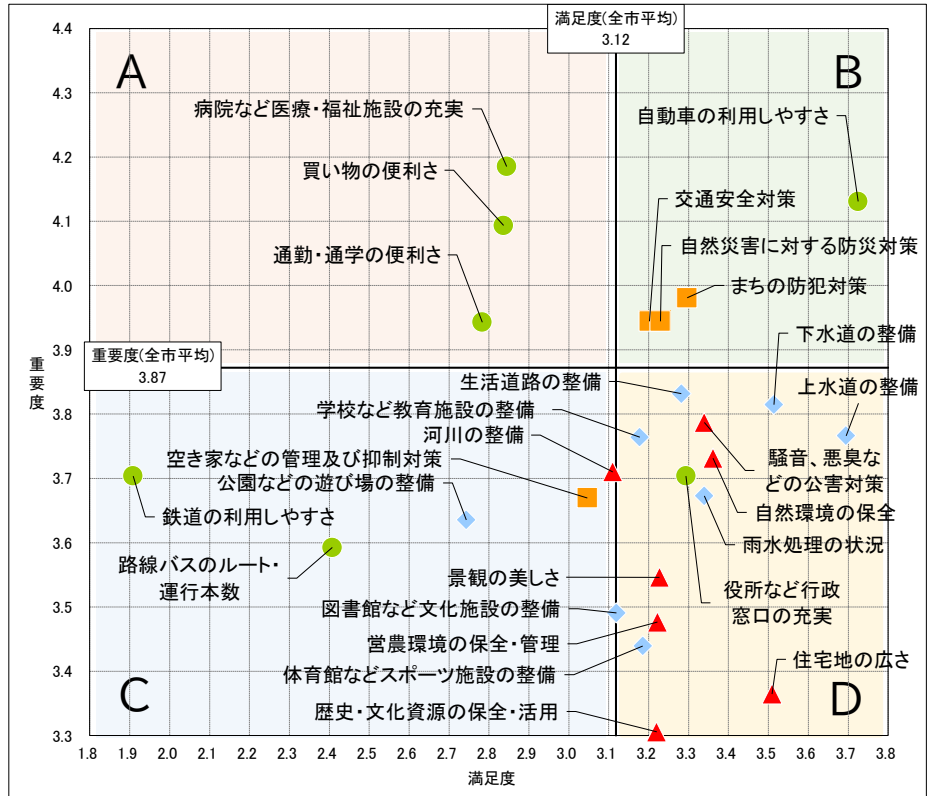 満足度(全市平均)
3.12
4.4
4.3
4.2
4.1
4.0
3.9
3.8
3.7
3.6
3.5
3.4
3.3
重要度
A
B
病院など医療・福祉施設の充実
自動車の利用しやすさ
買い物の便利さ
交通安全対策
通勤・通学の便利さ
自然災害に対する防災対策
まちの防犯対策
下水道の整備
重要度(全市平均)
3.87
生活道路の整備
上水道の整備
学校など教育施設の整備
河川の整備
空き家などの管理及び抑制対策
騒音、悪臭な
どの公害対策
公園などの遊び場の整備
自然環境の保全
鉄道の利用しやすさ
雨水処理の状況
路線バスのルート・
運行本数
景観の美しさ
役所など行政
窓口の充実
図書館など文化施設の整備
営農環境の保全・管理
住宅地の広さ
体育館などスポーツ施設の整備
歴史・文化資源の保全・活用
C
D
1.8 1.9 2.0 2.1 2.2 2.3 2.4 2.5 2.6 2.7 2.8 2.9 3.0 3.1 3.2 3.3 3.4 3.5 3.6 3.7 3.8
満足度